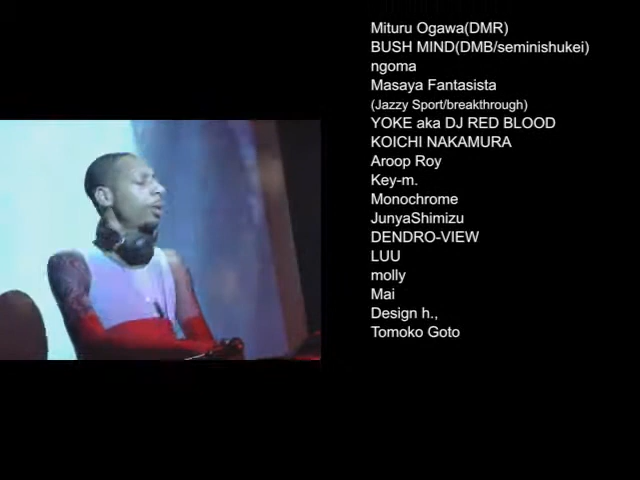 Mituru Ogawa(DMR)
BUSH MIND(DMB/seminishukei)
ngoma
Masaya Fantasista
(Jazzy Sport/breakthrough)
YOKE aka DJ RED BLOOD
KOICHI NAKAMURA
Aroop Roy
Key-m.
Monochrome
JunyaShimizu
DENDRO-VIEW
LUU
molly
Mai
Design h.,
Tomoko Goto